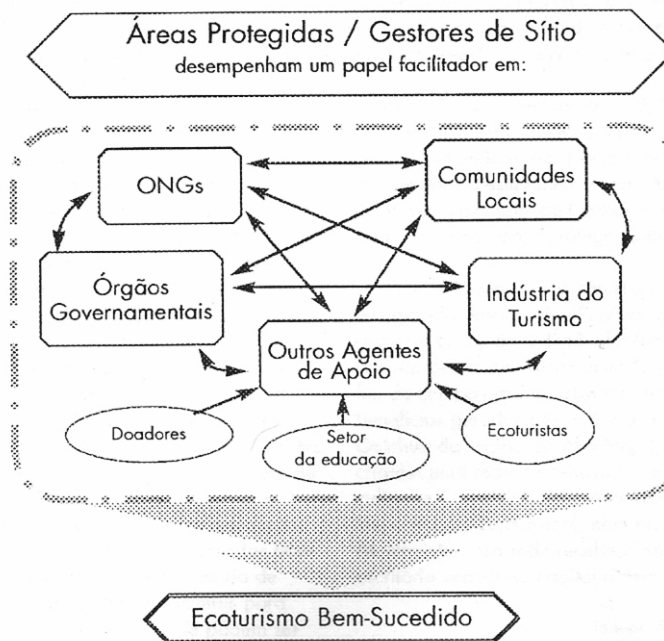 Áreas Protegidas / Gestores de Sítio
desempenham um papel facilitador em:
ONGs
Comunidades
Locais
Órgãos
Governamentais
Indústria do
Turismo
Outros Agentes
de Apoio
Doadores
Setor
da educação
Ecoturistas
Ecoturismo Bem-Sucedido